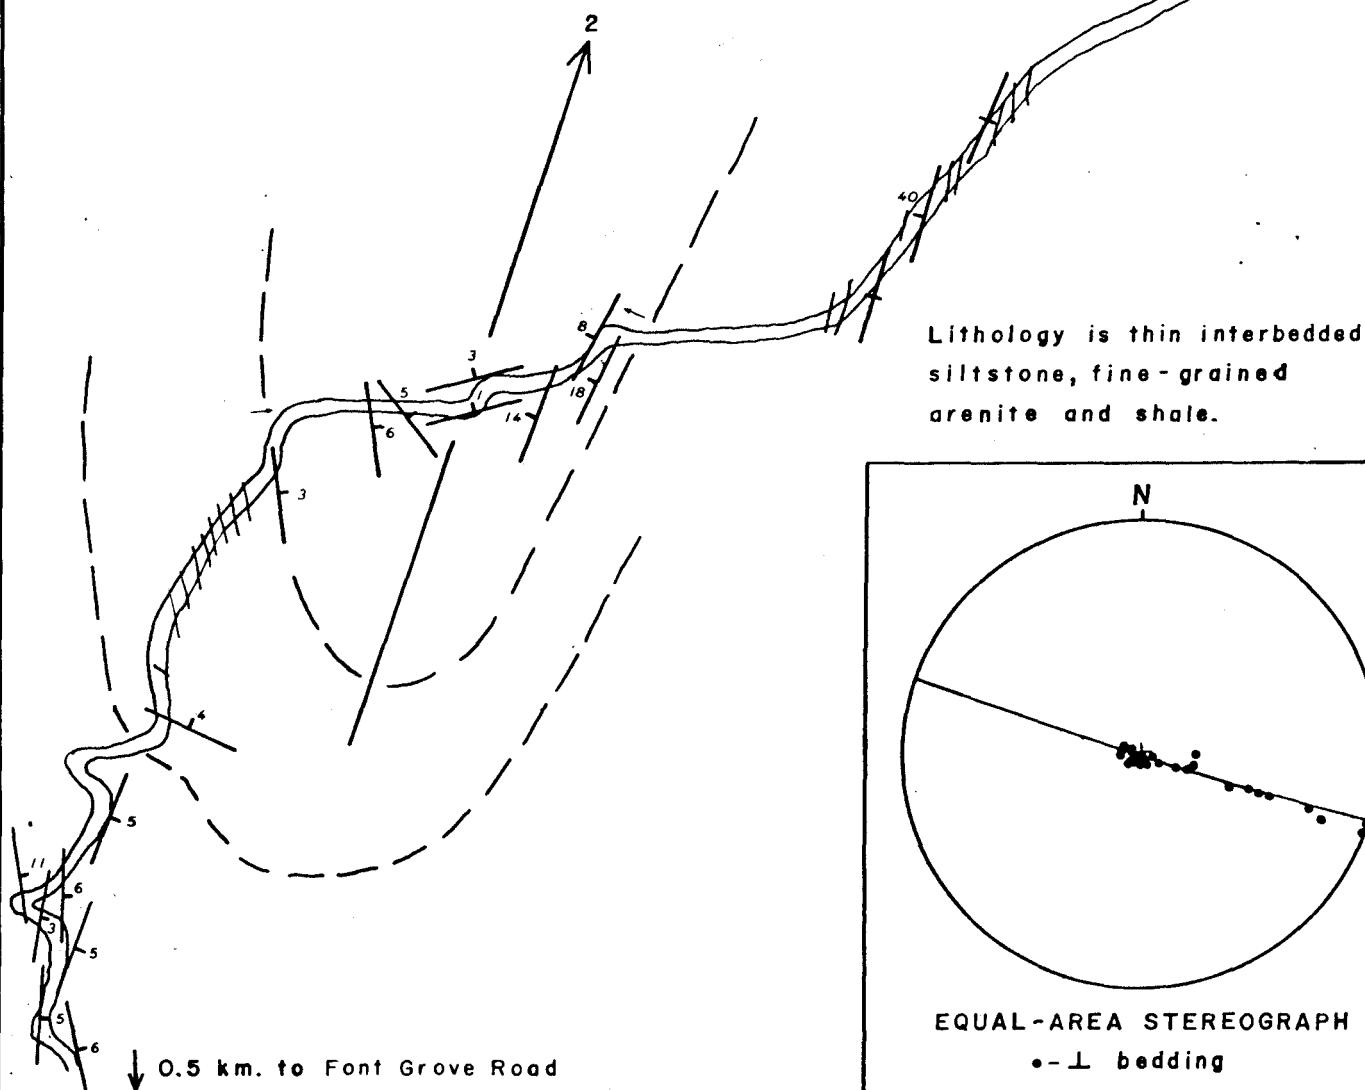 2
40
8
3
5
1
18
14
6
3
Lithology is thin interbedded
siltstone, fine-grained
arenite and shale.
N
4
5
11
6
3
5
5
6
0.5 km. to Font Grove Road
EQUAL-AREA STEREOGRAPH
•-⊥ bedding